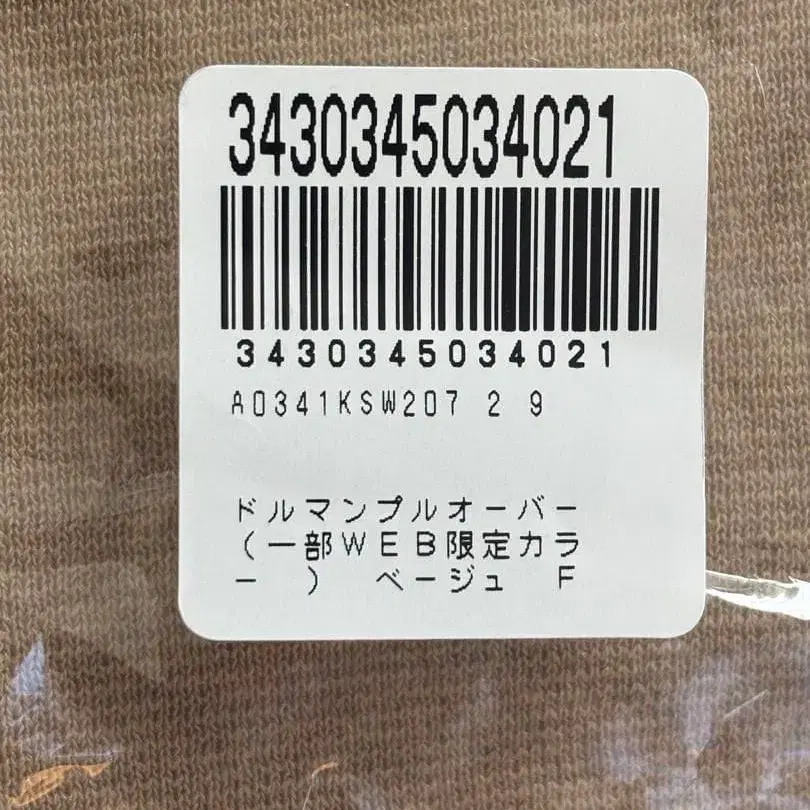 3430345034021
3430345034021
A0341KSW207 2 9
ドルマンプルオーバー
（一部ＷＥＢ限定カラ
ー　）　ベージュ　Ｆ